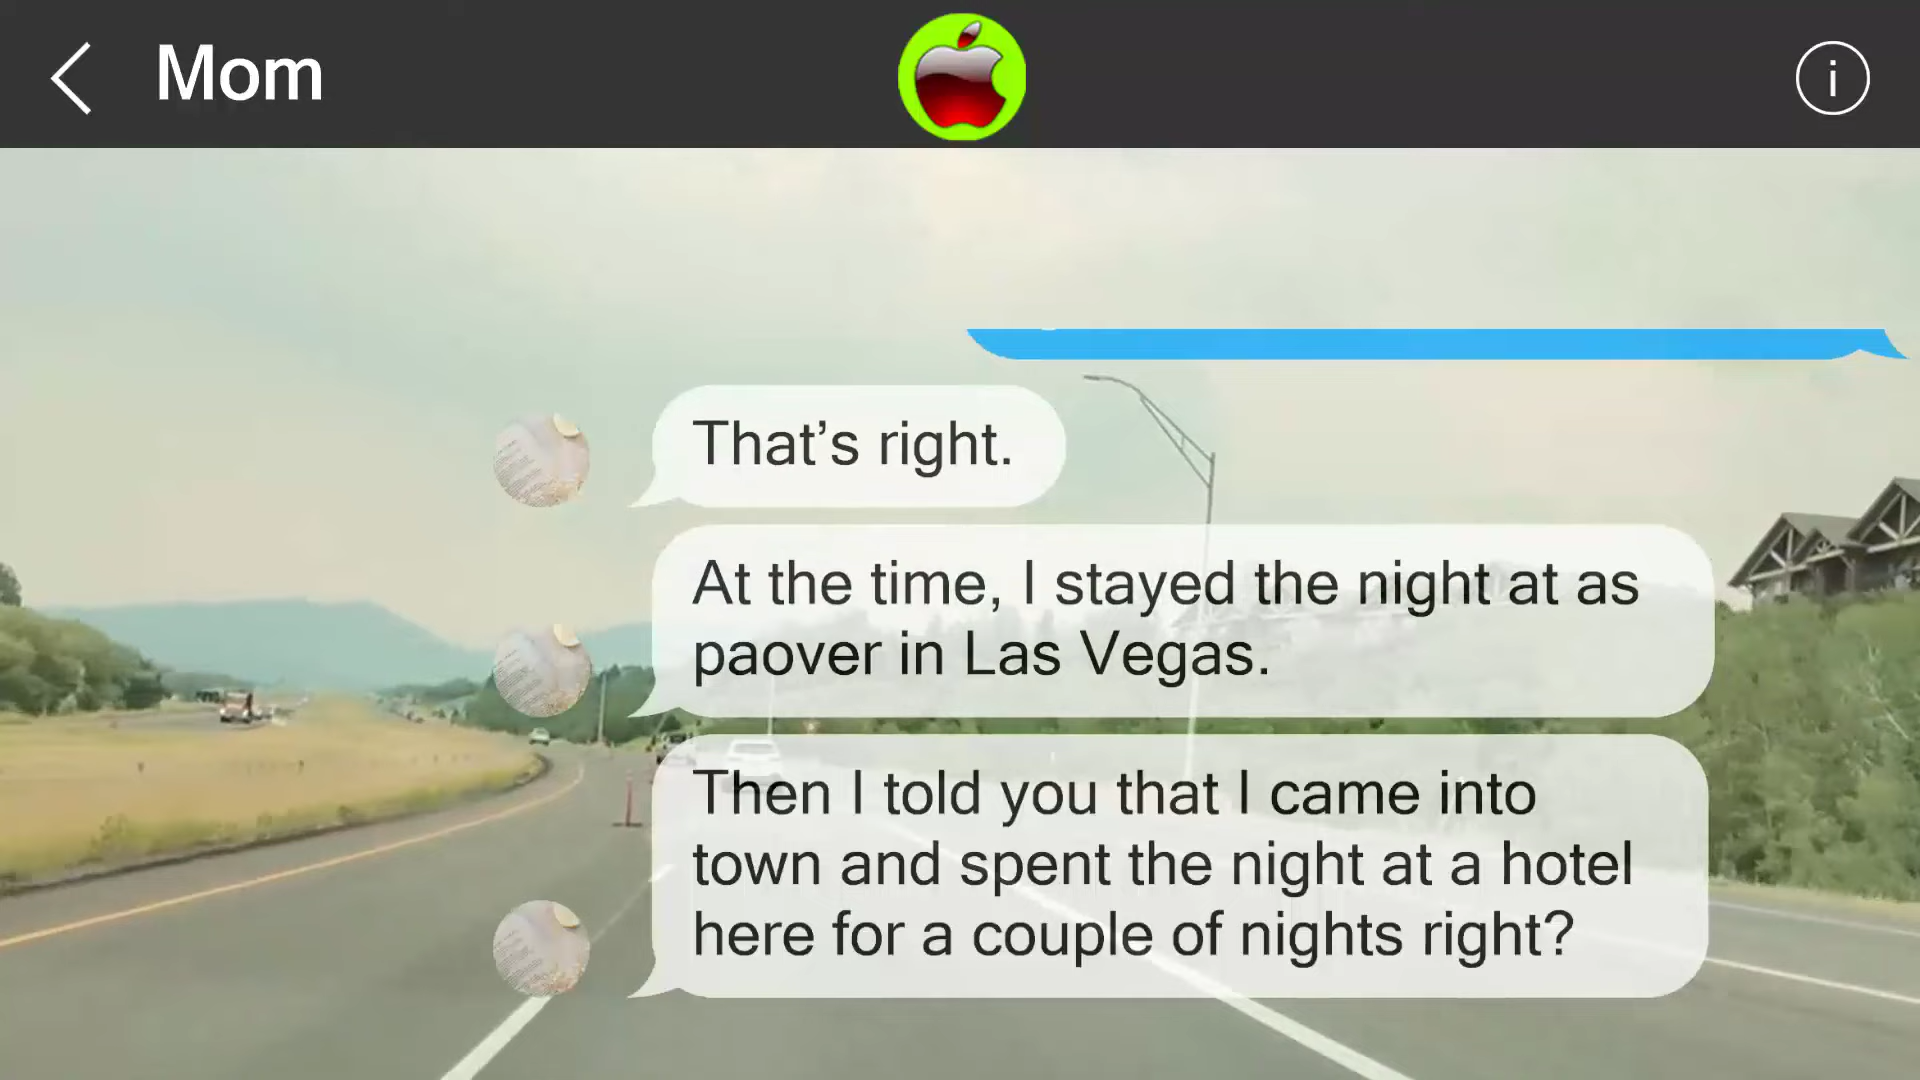 Mom
i
That’s right.
At the time, I stayed the night at as
paover in Las Vegas.
Then I told you that I came into
town and spent the night at a hotel
here for a couple of nights right?